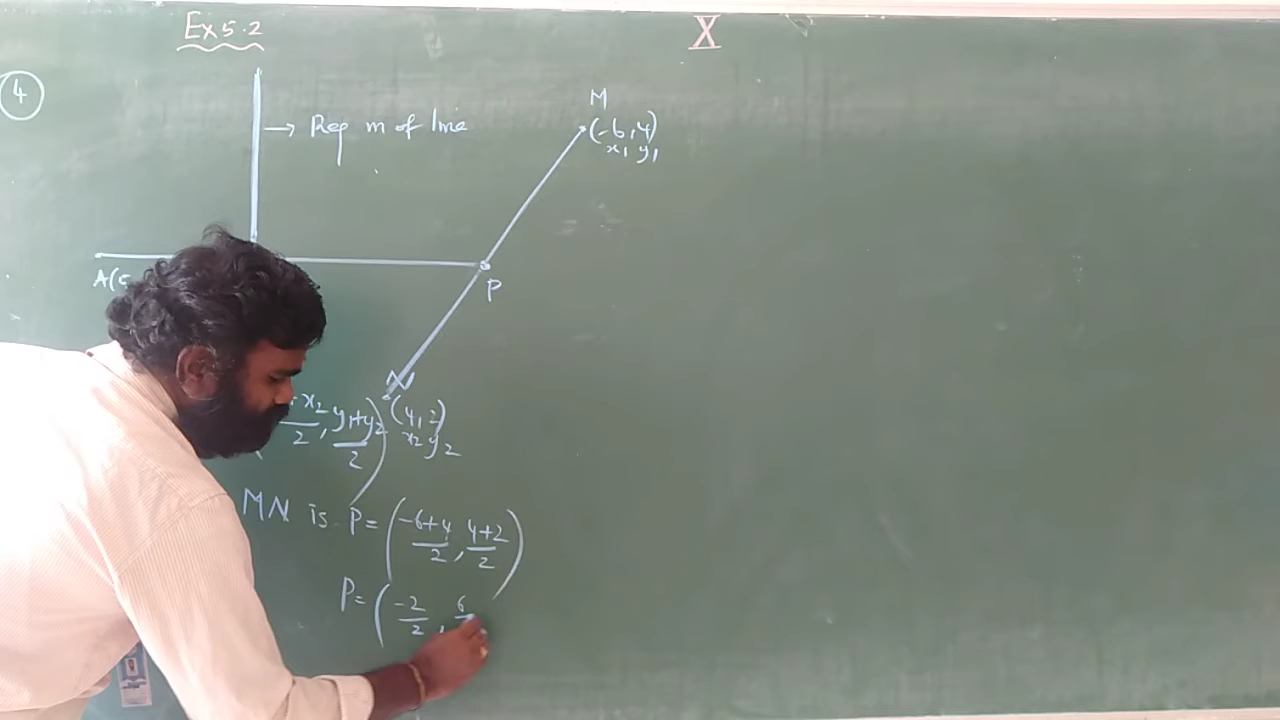 Ex 5.2
X
4
M
→ Req m of line
(-6,4)
x₁ y₁
A(
P
N
x₂/2, y₁+y₂/2) (4,2)
x₂ y₂
MN is P= (-6+4/2, 4+2/2)
P= (-2/2, 6